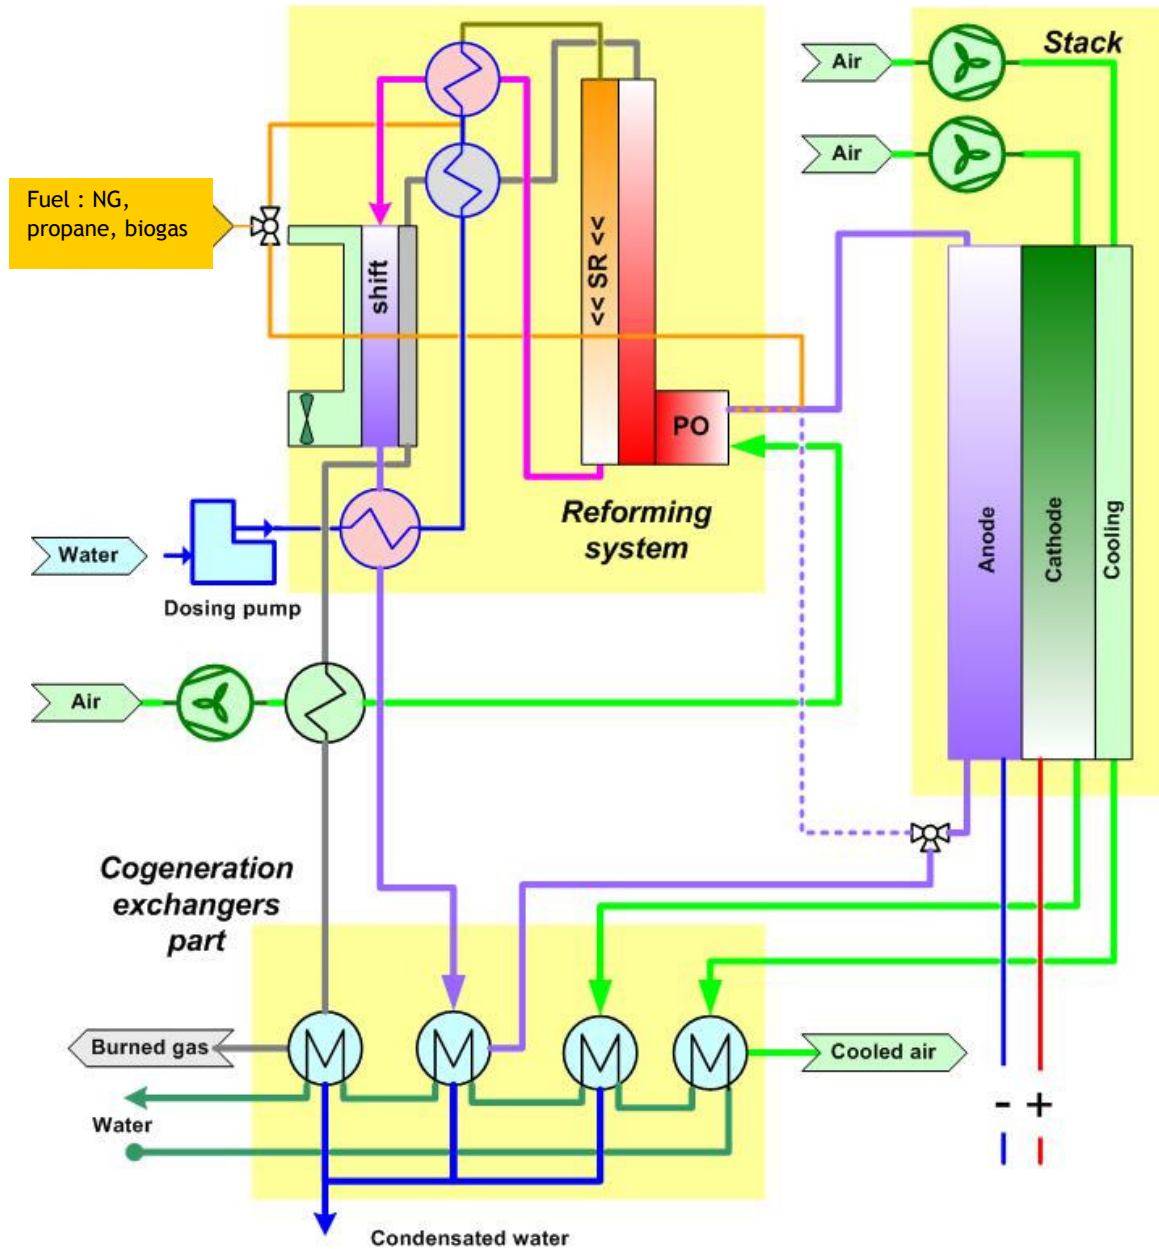 Air
Stack
Air
Fuel : NG,
propane, biogas
shift
<< SR <<
PO
Anode
Cathode
Cooling
Reforming
system
Water
Dosing pump
Air
Cogeneration
exchangers
part
Burned gas
Cooled air
- +
Water
Condensated water